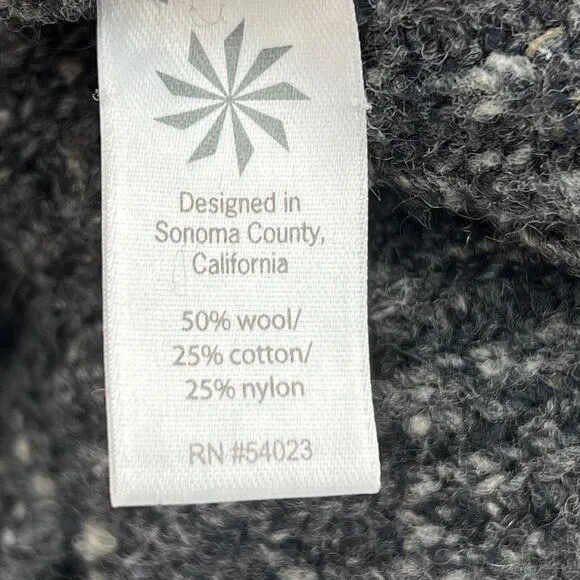 Designed in
Sonoma County,
California
50% wool/
25% cotton/
25% nylon
RN #54023